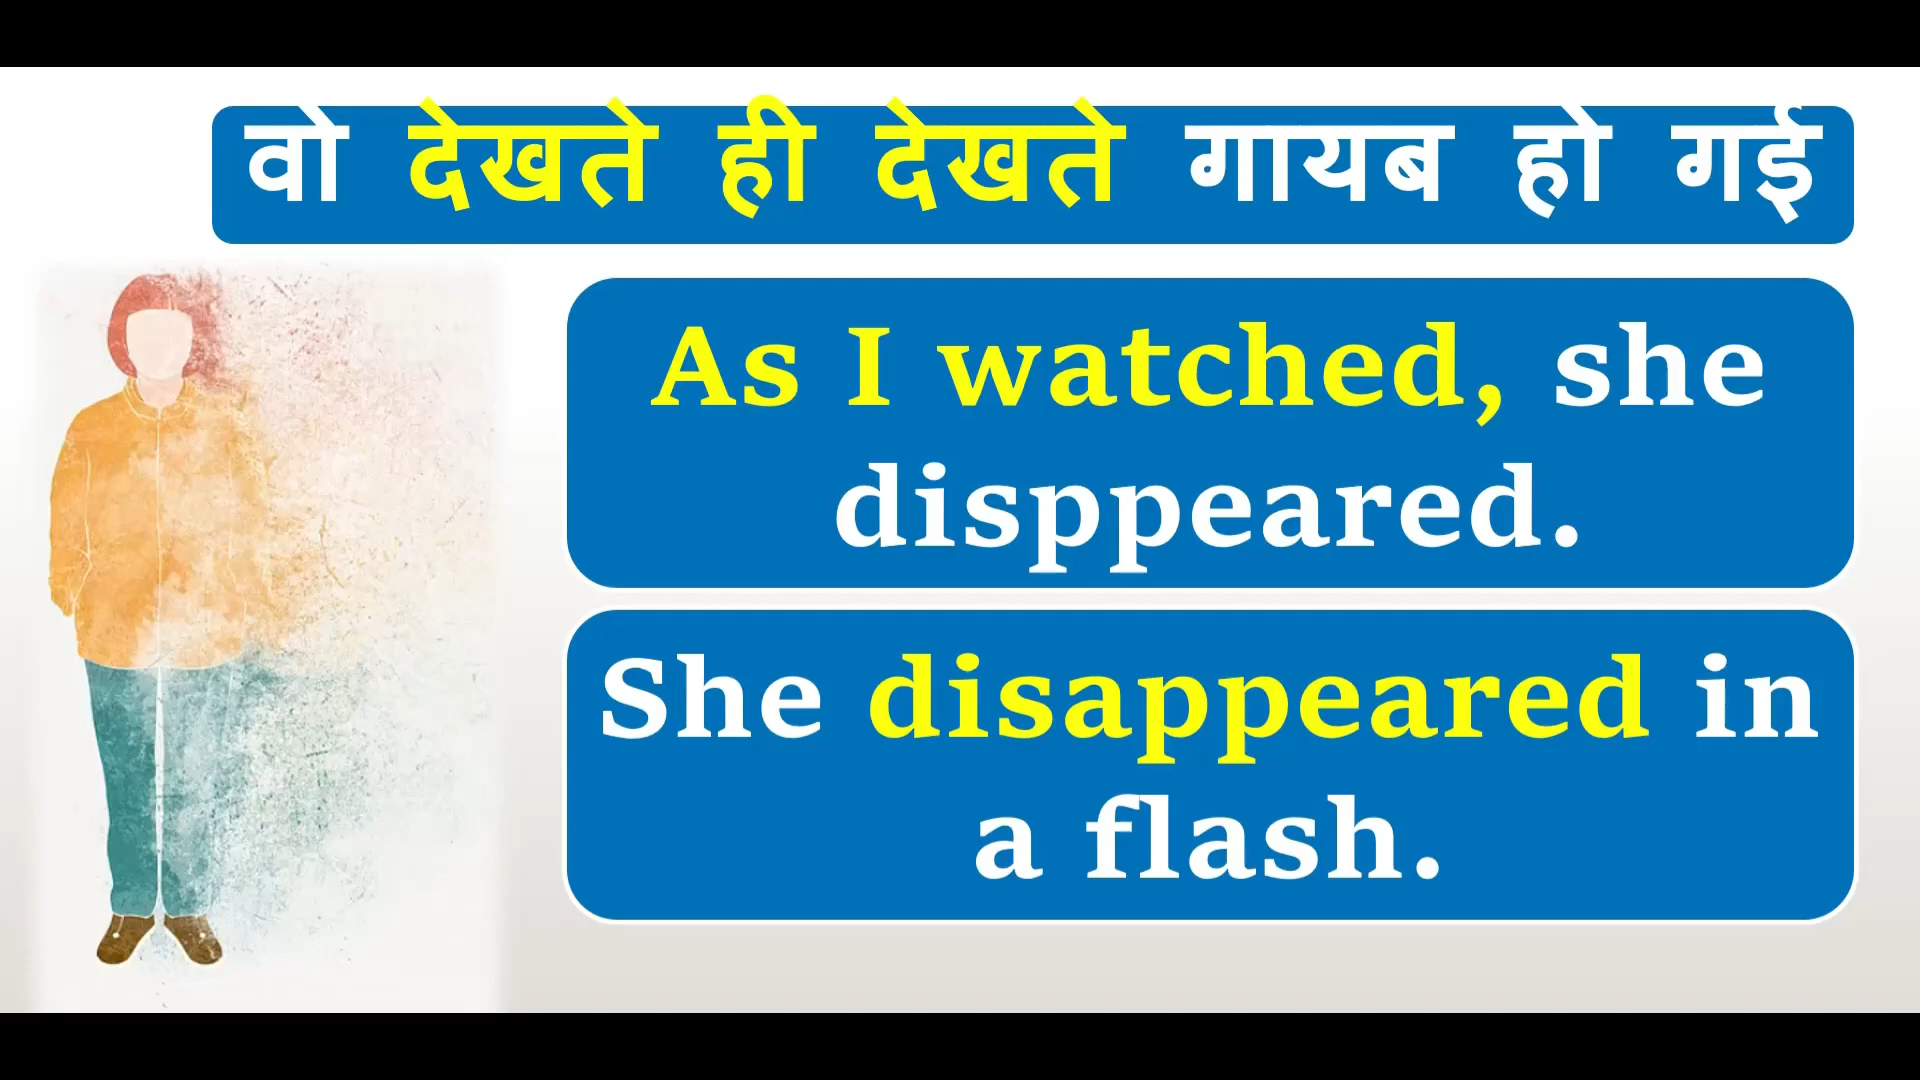 वो देखते ही देखते गायब हो गई
As I watched, she
disppeared.
She disappeared in
a flash.